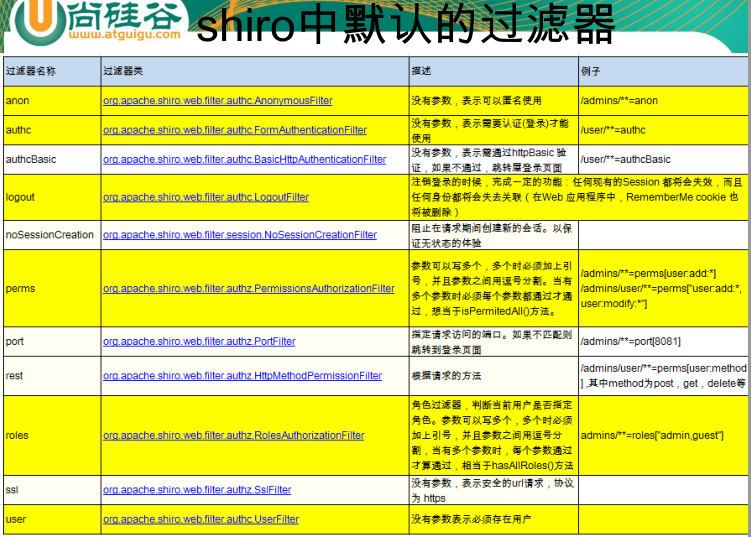 尚硅谷
www.atguigu.com
shiro中默认的过滤器
过滤器名称 过滤器类 描述 例子
anon org.apache.shiro.web.filter.authc.AnonymousFilter 没有参数，表示可以匿名使用 /admins/**=anon
authc org.apache.shiro.web.filter.authc.FormAuthenticationFilter 没有参数，表示需要认证(登录)才能
使用 /user/**=authc
authcBasic org.apache.shiro.web.filter.authc.BasicHttpAuthenticationFilter 没有参数，表示需通过httpBasic 验
证，如果不通过，跳转屋登录页面 /user/**=authcBasic
logout org.apache.shiro.web.filter.authc.LogoutFilter 注销登录的时候，完成一定的功能：任何现有的Session 都将会失效，而且
任何身份都将会失去关联（在Web 应用程序中，RememberMe cookie 也
将被删除）
noSessionCreation org.apache.shiro.web.filter.session.NoSessionCreationFilter 阻止在请求期间创建新的会话。以保
证无状态的体验
perms org.apache.shiro.web.filter.authz.PermissionsAuthorizationFilter 参数可以写多个，多个时必须加上引
号，并且参数之间用逗号分割。当有
多个参数时必须每个参数都通过才通
过，想当于isPermitedAll()方法。
/admins/**=perms[user:add:*]
/admins/user/**=perms["user:add:*,
user:modify:*"]
port org.apache.shiro.web.filter.authz.PortFilter 指定请求访问的端口。如果不匹配则
跳转到登录页面 /admins/**=port[8081]
rest org.apache.shiro.web.filter.authz.HttpMethodPermissionFilter 根据请求的方法 /admins/user/**=perms[user:method
] ,其中method为post，get，delete等
roles org.apache.shiro.web.filter.authz.RolesAuthorizationFilter 角色过滤器，判断当前用户是否指定
角色。参数可以写多个，多个时必须
加上引号，并且参数之间用逗号分
割，当有多个参数时，每个参数通过
才算通过，相当于hasAllRoles()方法
admins/**=roles["admin,guest"]
ssl org.apache.shiro.web.filter.authz.SslFilter 没有参数，表示安全的url请求，协议
为 https
user org.apache.shiro.web.filter.authc.UserFilter 没有参数表示必须存在用户